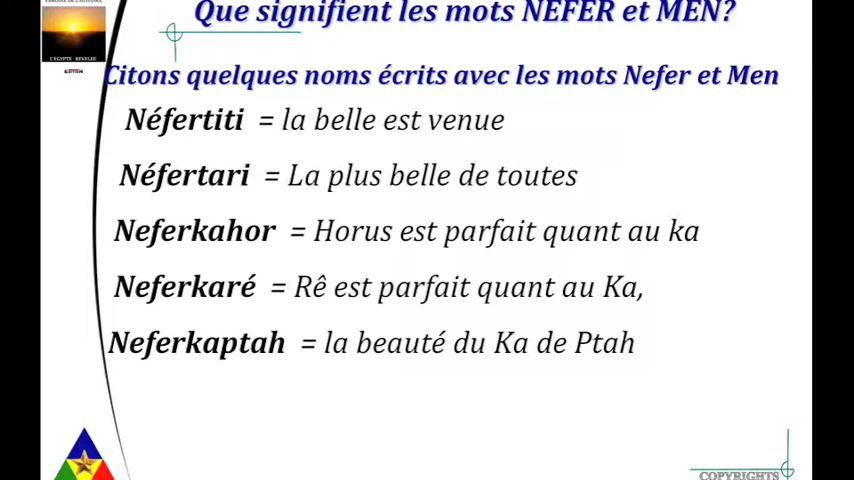 Que signifient les mots NEFER et MEN?
L'EGYPTE REVELEE
Citons quelques noms écrits avec les mots Nefer et Men
Néfertiti = la belle est venue
Néfertari = La plus belle de toutes
Neferkahor = Horus est parfait quant au ka
Neferkaré = Rê est parfait quant au Ka,
Neferkaptah = la beauté du Ka de Ptah
COPYRIGHTS